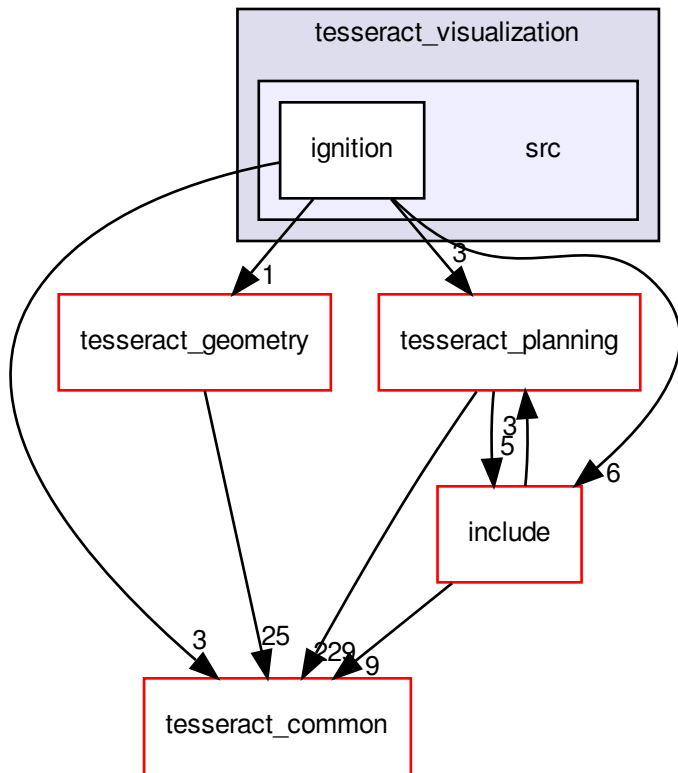 tesseract_visualization
ignition
src
1
3
tesseract_geometry
tesseract_planning
3
5
6
include
3
25
229
9
tesseract_common